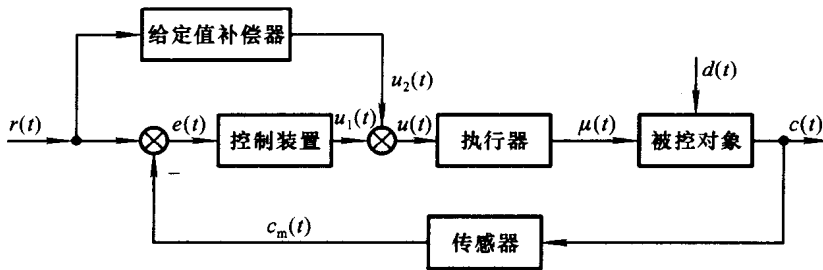 给定值补偿器
u₂(t)
d(t)
r(t)
e(t)
控制装置
u₁(t)
u(t)
执行器
μ(t)
被控对象
c(t)
−
cₘ(t)
传感器